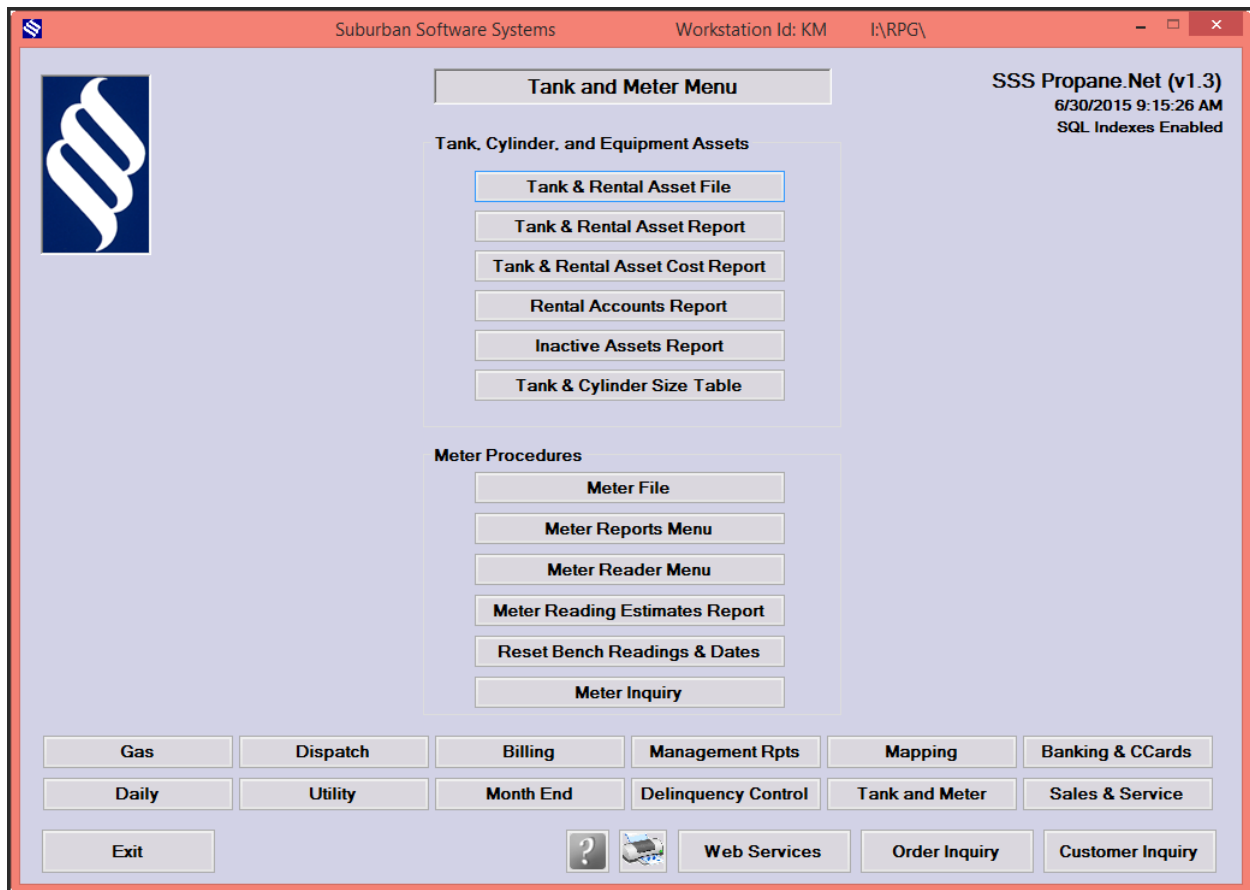 Suburban Software Systems Workstation Id: KM I:\RPG\
Tank and Meter Menu
SSS Propane.Net (v1.3)
6/30/2015 9:15:26 AM
SQL Indexes Enabled
Tank, Cylinder, and Equipment Assets
Tank & Rental Asset File
Tank & Rental Asset Report
Tank & Rental Asset Cost Report
Rental Accounts Report
Inactive Assets Report
Tank & Cylinder Size Table
Meter Procedures
Meter File
Meter Reports Menu
Meter Reader Menu
Meter Reading Estimates Report
Reset Bench Readings & Dates
Meter Inquiry
Gas Dispatch Billing Management Rpts Mapping Banking & CCards
Daily Utility Month End Delinquency Control Tank and Meter Sales & Service
Exit ? Web Services Order Inquiry Customer Inquiry